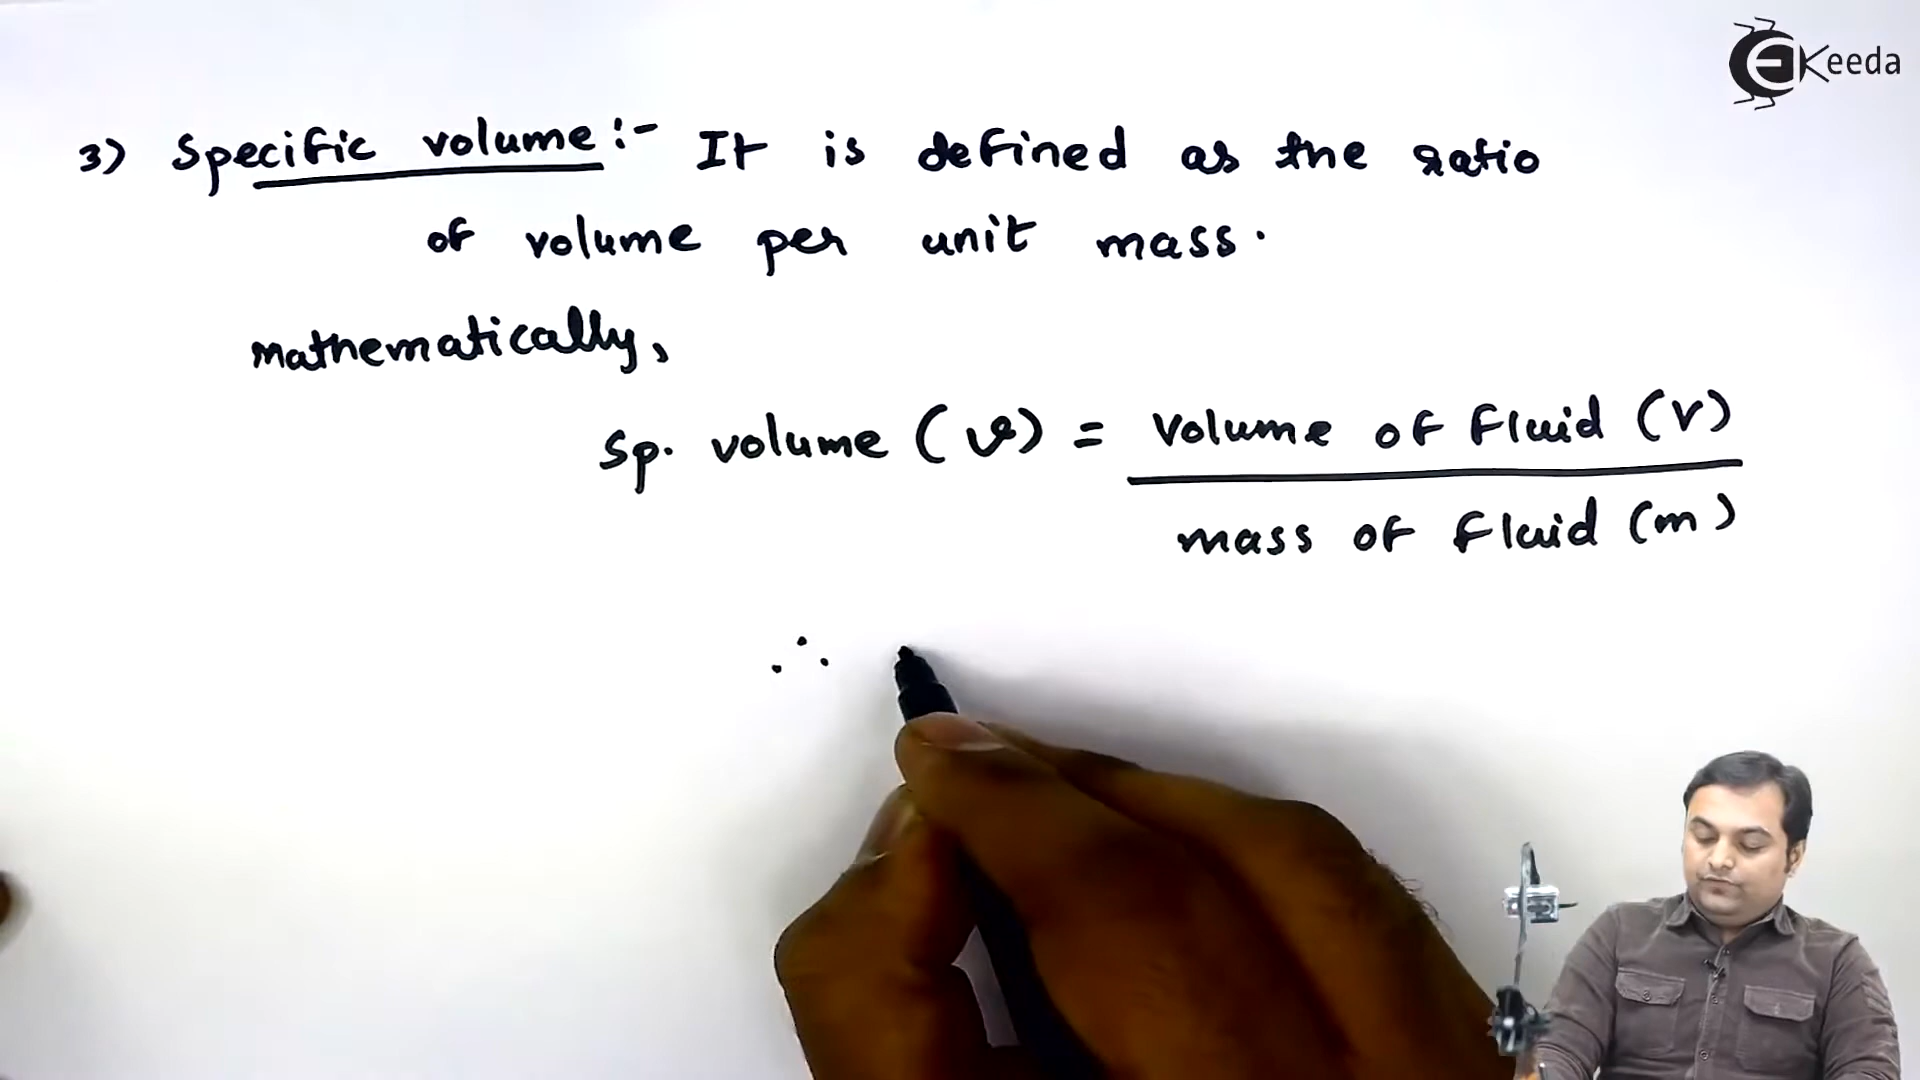 EKeeda
3) Specific volume :- It is defined as the ratio
of volume per unit mass.
mathematically,
Sp. volume (v) = volume of fluid (V)
mass of fluid (m)
∴